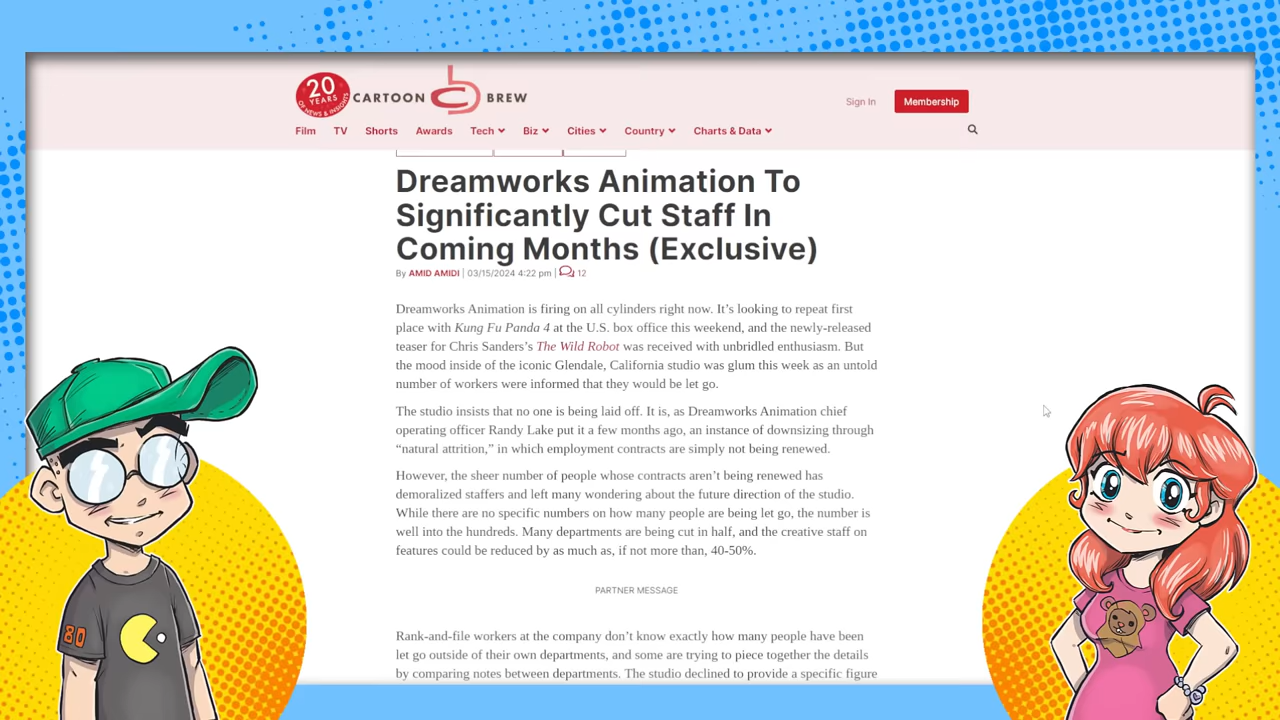 20
YEARS
OF NEWS & INSIGHTS
CARTOON BREW
Sign In
Membership
Film TV Shorts Awards Tech Biz Cities Country Charts & Data
Dreamworks Animation To
Significantly Cut Staff In
Coming Months (Exclusive)
By AMID AMIDI | 03/15/2024 4:22 pm | 12
Dreamworks Animation is firing on all cylinders right now. It’s looking to repeat first
place with Kung Fu Panda 4 at the U.S. box office this weekend, and the newly-released
teaser for Chris Sanders’s The Wild Robot was received with unbridled enthusiasm. But
the mood inside of the iconic Glendale, California studio was glum this week as an untold
number of workers were informed that they would be let go.
The studio insists that no one is being laid off. It is, as Dreamworks Animation chief
operating officer Randy Lake put it a few months ago, an instance of downsizing through
“natural attrition,” in which employment contracts are simply not being renewed.
However, the sheer number of people whose contracts aren’t being renewed has
demoralized staffers and left many wondering about the future direction of the studio.
While there are no specific numbers on how many people are being let go, the number is
well into the hundreds. Many departments are being cut in half, and the creative staff on
features could be reduced by as much as, if not more than, 40-50%.
PARTNER MESSAGE
Rank-and-file workers at the company don’t know exactly how many people have been
let go outside of their own departments, and some are trying to piece together the details
by comparing notes between departments. The studio declined to provide a specific figure
80